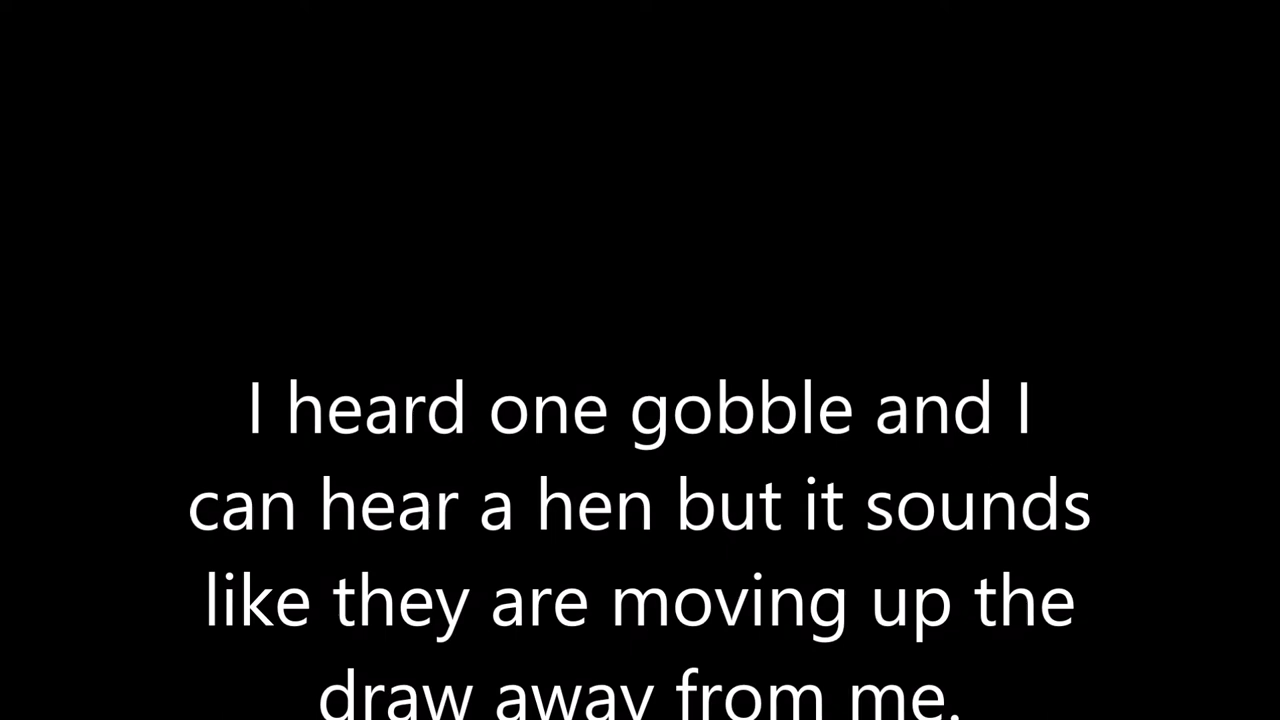 I heard one gobble and I
can hear a hen but it sounds
like they are moving up the
draw away from me.